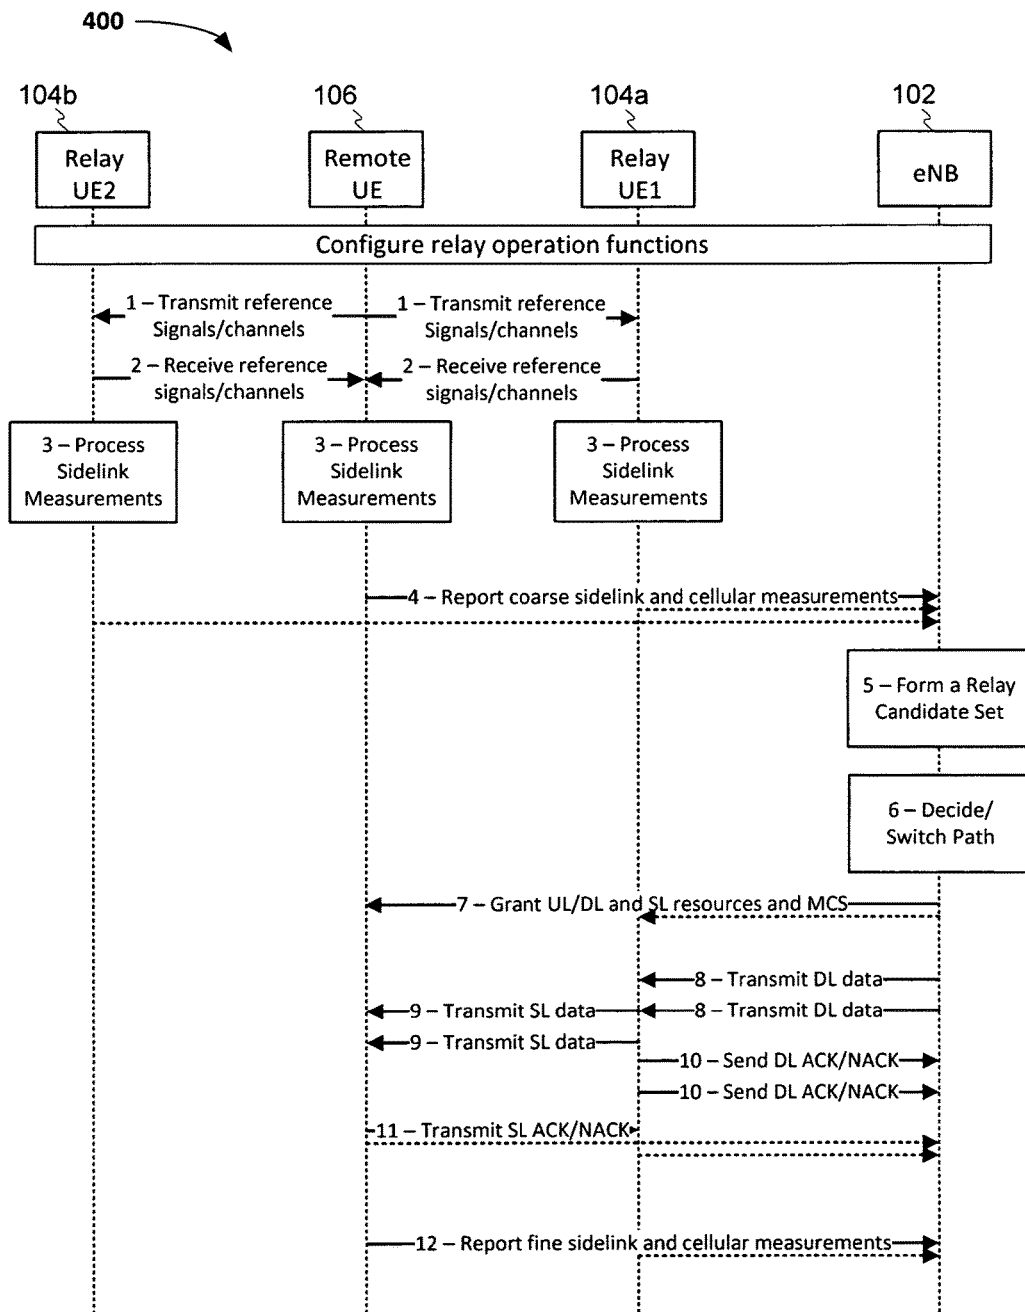 400
104b
106
104a
102
Relay
UE2
Remote
UE
Relay
UE1
eNB
Configure relay operation functions
1 – Transmit reference
Signals/channels
1 – Transmit reference
Signals/channels
2 – Receive reference
signals/channels
2 – Receive reference
signals/channels
3 – Process
Sidelink
Measurements
3 – Process
Sidelink
Measurements
3 – Process
Sidelink
Measurements
4 – Report coarse sidelink and cellular measurements
5 – Form a Relay
Candidate Set
6 – Decide/
Switch Path
7 – Grant UL/DL and SL resources and MCS
8 – Transmit DL data
9 – Transmit SL data
8 – Transmit DL data
9 – Transmit SL data
10 – Send DL ACK/NACK
10 – Send DL ACK/NACK
11 – Transmit SL ACK/NACK
12 – Report fine sidelink and cellular measurements